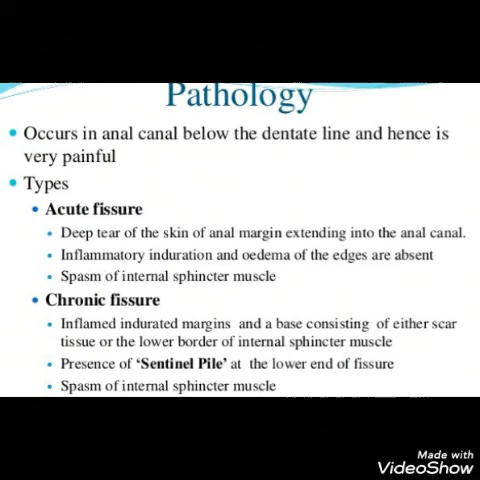 Pathology
• Occurs in anal canal below the dentate line and hence is
very painful
• Types
• Acute fissure
• Deep tear of the skin of anal margin extending into the anal canal.
• Inflammatory induration and oedema of the edges are absent
• Spasm of internal sphincter muscle
• Chronic fissure
• Inflamed indurated margins and a base consisting of either scar
tissue or the lower border of internal sphincter muscle
• Presence of ‘Sentinel Pile’ at the lower end of fissure
• Spasm of internal sphincter muscle
Made with
VideoShow